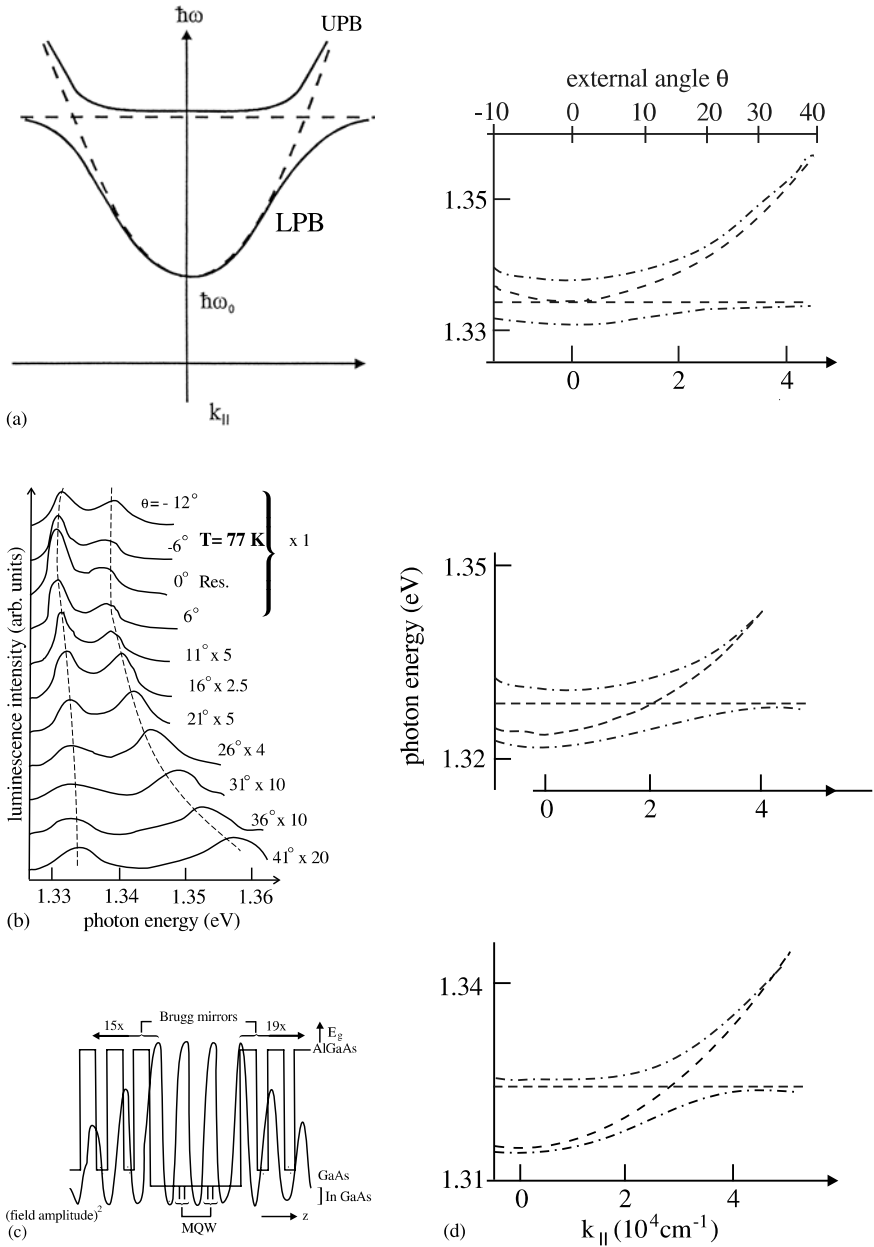 ħω
UPB
LPB
ħω₀
k||
(a)
external angle θ
-10 0 10 20 30 40
1.35
1.33
0 2 4
luminescence intensity (arb. units)
θ= - 12°
-6° T= 77 K x 1
0° Res.
6°
11° x 5
16° x 2.5
21° x 5
26° x 4
31° x 10
36° x 10
41° x 20
1.33 1.34 1.35 1.36
photon energy (eV)
(b)
photon energy (eV)
1.35
1.32
0 2 4
Brugg mirrors
15x 19x
E_g
AlGaAs
GaAs
In GaAs
(field amplitude)²
MQW
z
(c)
1.34
1.31
0 2 4
k|| (10⁴cm⁻¹)
(d)